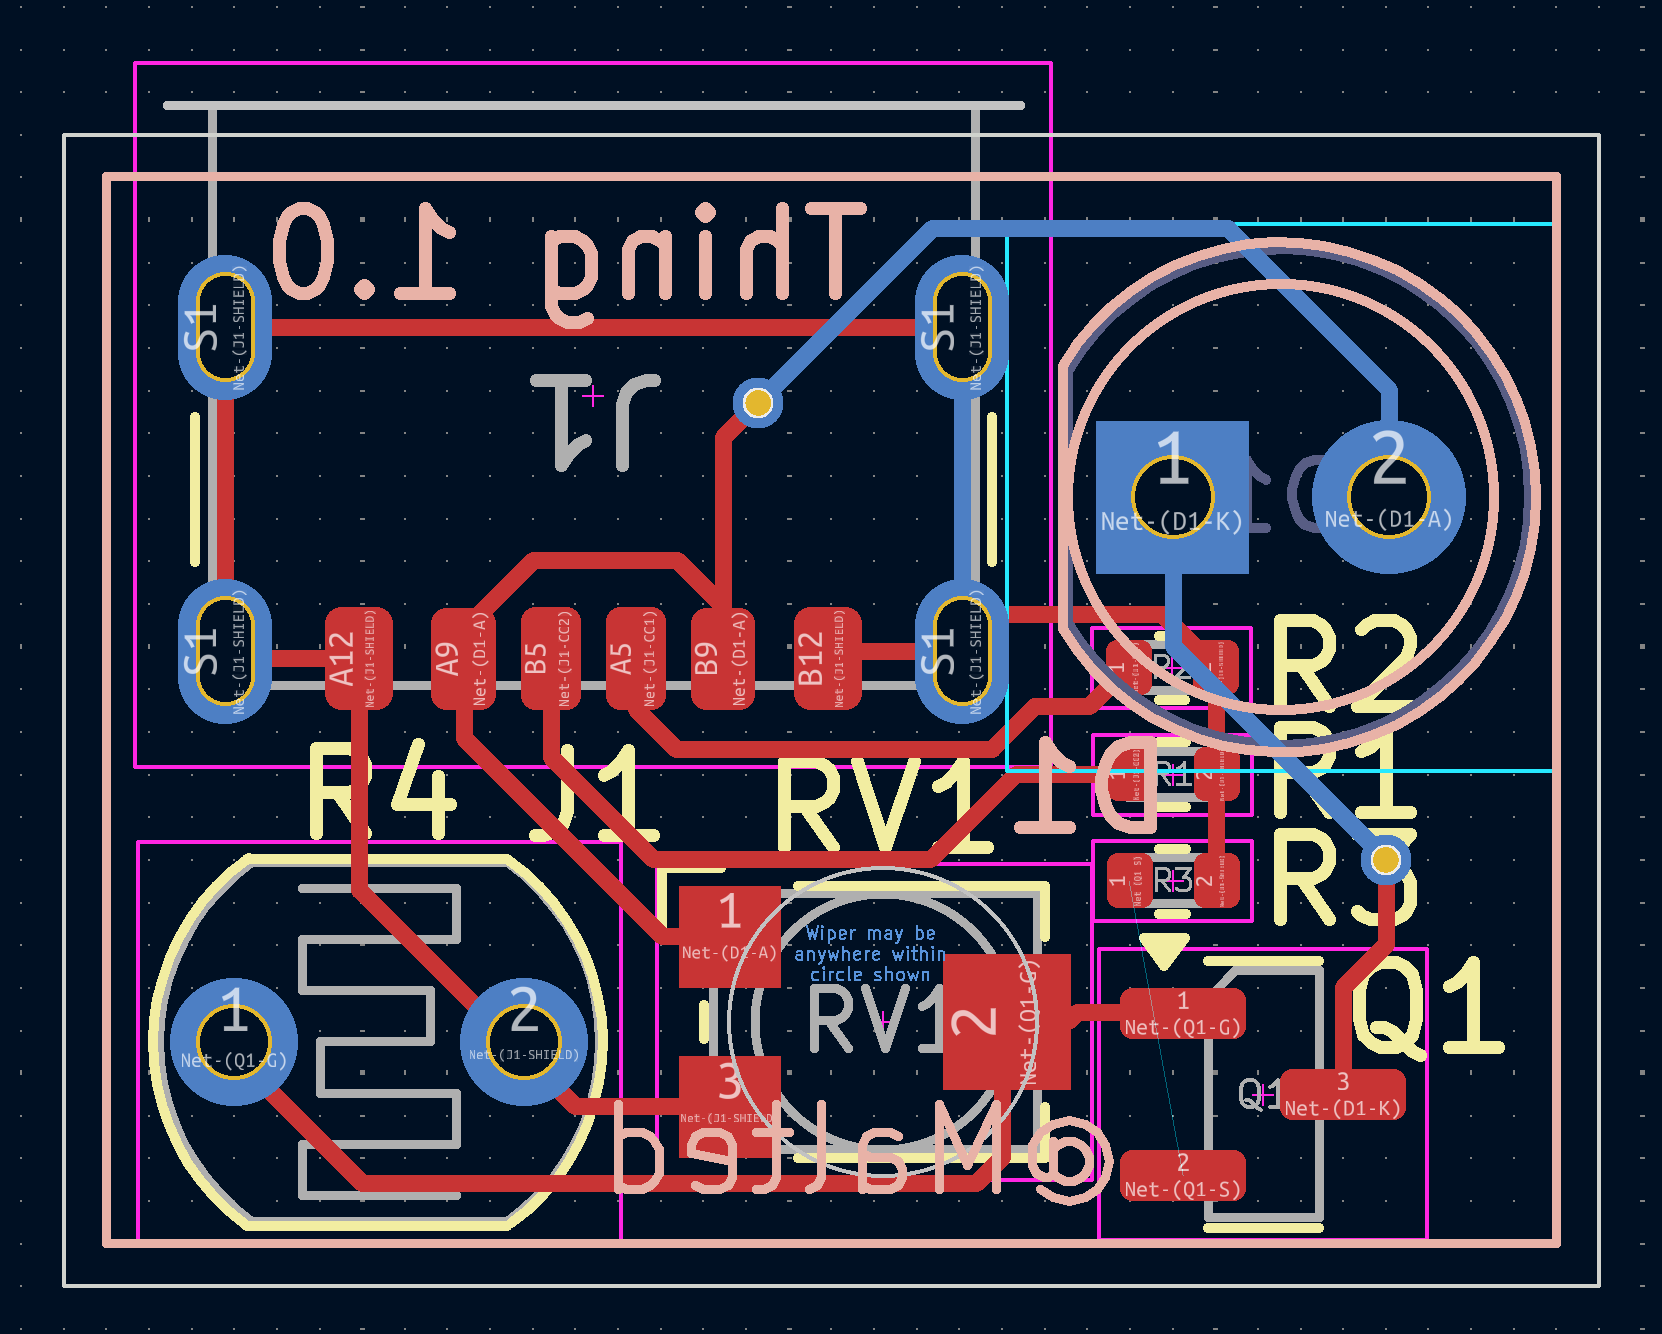 Thing 1.0
S1
Net-(J1-SHIELD)
S1
Net-(J1-SHIELD)
J1
1
Net-(D1-K)
D1
2
Net-(D1-A)
S1
Net-(J1-SHIELD)
A12
Net-(J1-SHIELD)
A9
Net-(D1-A)
B5
Net-(J1-CC2)
A5
Net-(J1-CC1)
B9
Net-(D1-A)
B12
Net-(J1-SHIELD)
S1
Net-(J1-SHIELD)
1
R2
1
R2
R4
J1
RV1
D1
1
R1
2
R1
1
Net-(Q1-S)
R3
2
R3
1
Net-(D1-A)
Wiper may be
anywhere within
circle shown
RV1
2
Net-(Q1-G)
3
Net-(J1-SHIELD
1
Net-(Q1-G)
2
Net-(J1-SHIELD)
1
Net-(Q1-G)
Q1
Q1
3
Net-(D1-K)
2
Net-(Q1-S)
@Malted